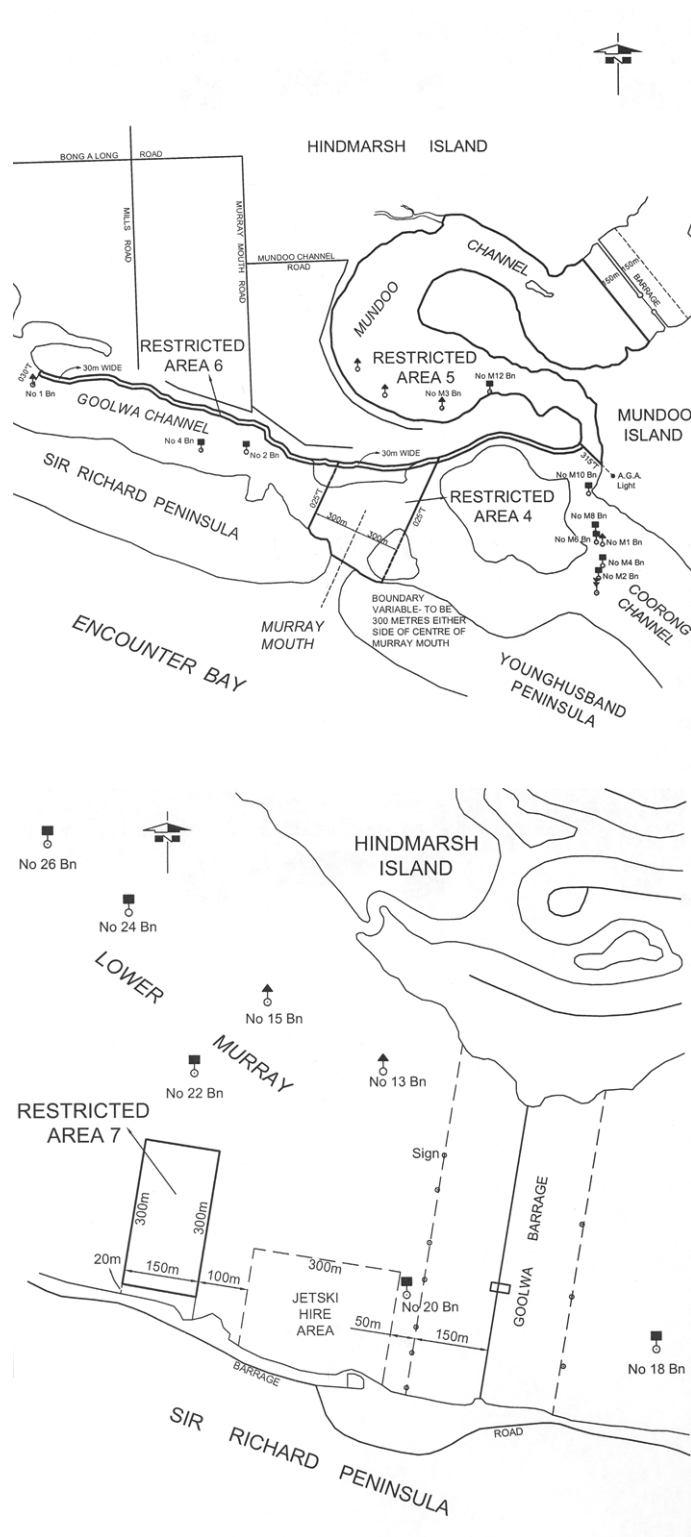 HINDMARSH ISLAND
BONG A LONG ROAD
MILLS ROAD
MURRAY MOUTH ROAD
MUNDOO CHANNEL
ROAD
MUNDOO CHANNEL
150m
150m
BARRAGE
RESTRICTED
AREA 6
RESTRICTED
AREA 5
No M12 Bn
No M3 Bn
030°T
30m WIDE
No 1 Bn
GOOLWA CHANNEL
No 4 Bn
No 2 Bn
30m WIDE
MUNDOO
ISLAND
315°T
A.G.A.
Light
No M10 Bn
SIR RICHARD PENINSULA
025°T
300m
300m
025°T
RESTRICTED
AREA 4
No M8 Bn
No M6 Bn
No M1 Bn
No M4 Bn
No M2 Bn
COORONG
CHANNEL
BOUNDARY
VARIABLE- TO BE
300 METRES EITHER
SIDE OF CENTRE OF
MURRAY MOUTH
MURRAY
MOUTH
ENCOUNTER BAY
YOUNGHUSBAND
PENINSULA
No 26 Bn
HINDMARSH
ISLAND
No 24 Bn
LOWER
MURRAY
No 15 Bn
No 22 Bn
No 13 Bn
RESTRICTED
AREA 7
Sign
300m
300m
20m
150m
100m
300m
JETSKI
HIRE
AREA
No 20 Bn
50m
150m
GOOLWA BARRAGE
No 18 Bn
BARRAGE
ROAD
SIR RICHARD PENINSULA